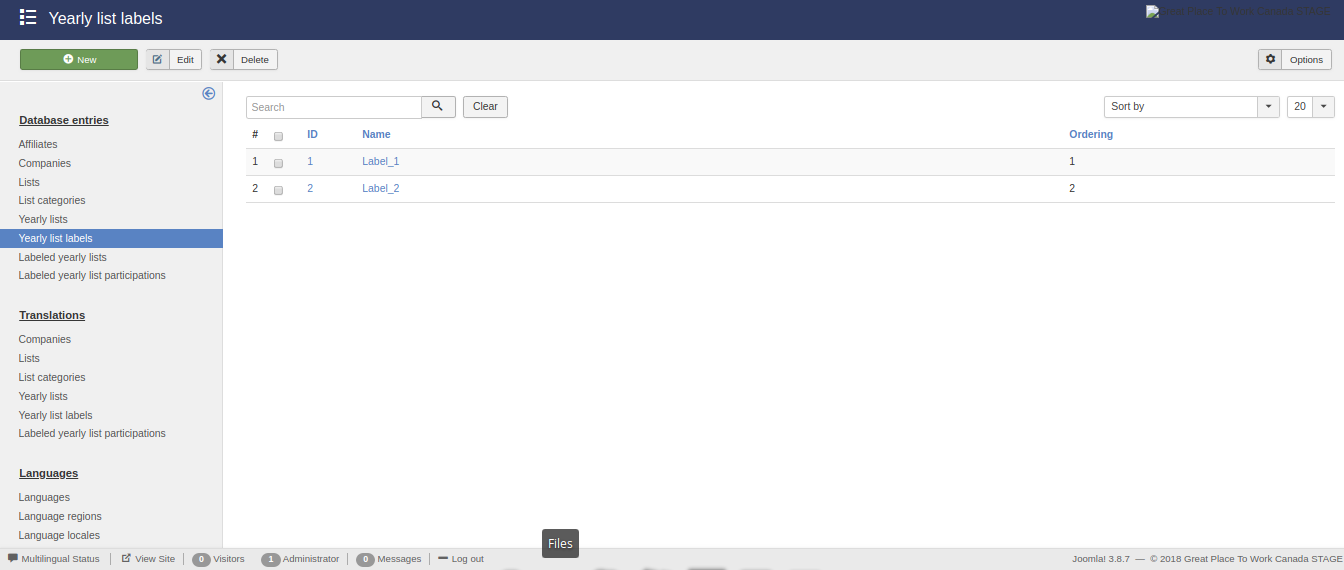 Yearly list labels
Great Place To Work Canada STAGE
New Edit Delete Options
Search Clear Sort by 20
Database entries
Affiliates
Companies
Lists
List categories
Yearly lists
Yearly list labels
Labeled yearly lists
Labeled yearly list participations
Translations
Companies
Lists
List categories
Yearly lists
Yearly list labels
Labeled yearly list participations
Languages
Languages
Language regions
Language locales
# ID Name Ordering
1 1 Label_1 1
2 2 Label_2 2
Files
Multilingual Status View Site 0 Visitors 1 Administrator 0 Messages Log out Joomla! 3.8.7 — © 2018 Great Place To Work Canada STAGE